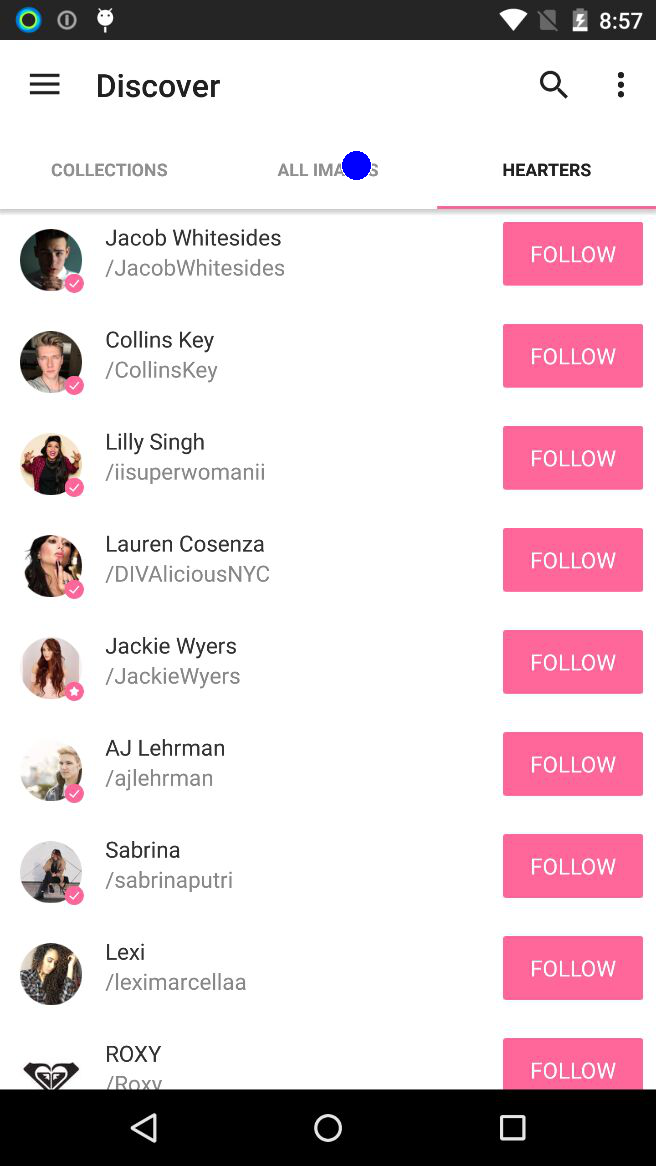 8:57
Discover
COLLECTIONS
ALL
HEARTERS
Jacob Whitesides
/JacobWhitesides
FOLLOW
Collins Key
/CollinsKey
FOLLOW
Lilly Singh
/iisuperwomanii
FOLLOW
Lauren Cosenza
/DIVAliciousNYC
FOLLOW
Jackie Wyers
/JackieWyers
FOLLOW
AJ Lehrman
/ajlehrman
FOLLOW
Sabrina
/sabrinaputri
FOLLOW
Lexi
/leximarcellaa
FOLLOW
ROXY
/Roxy
FOLLOW